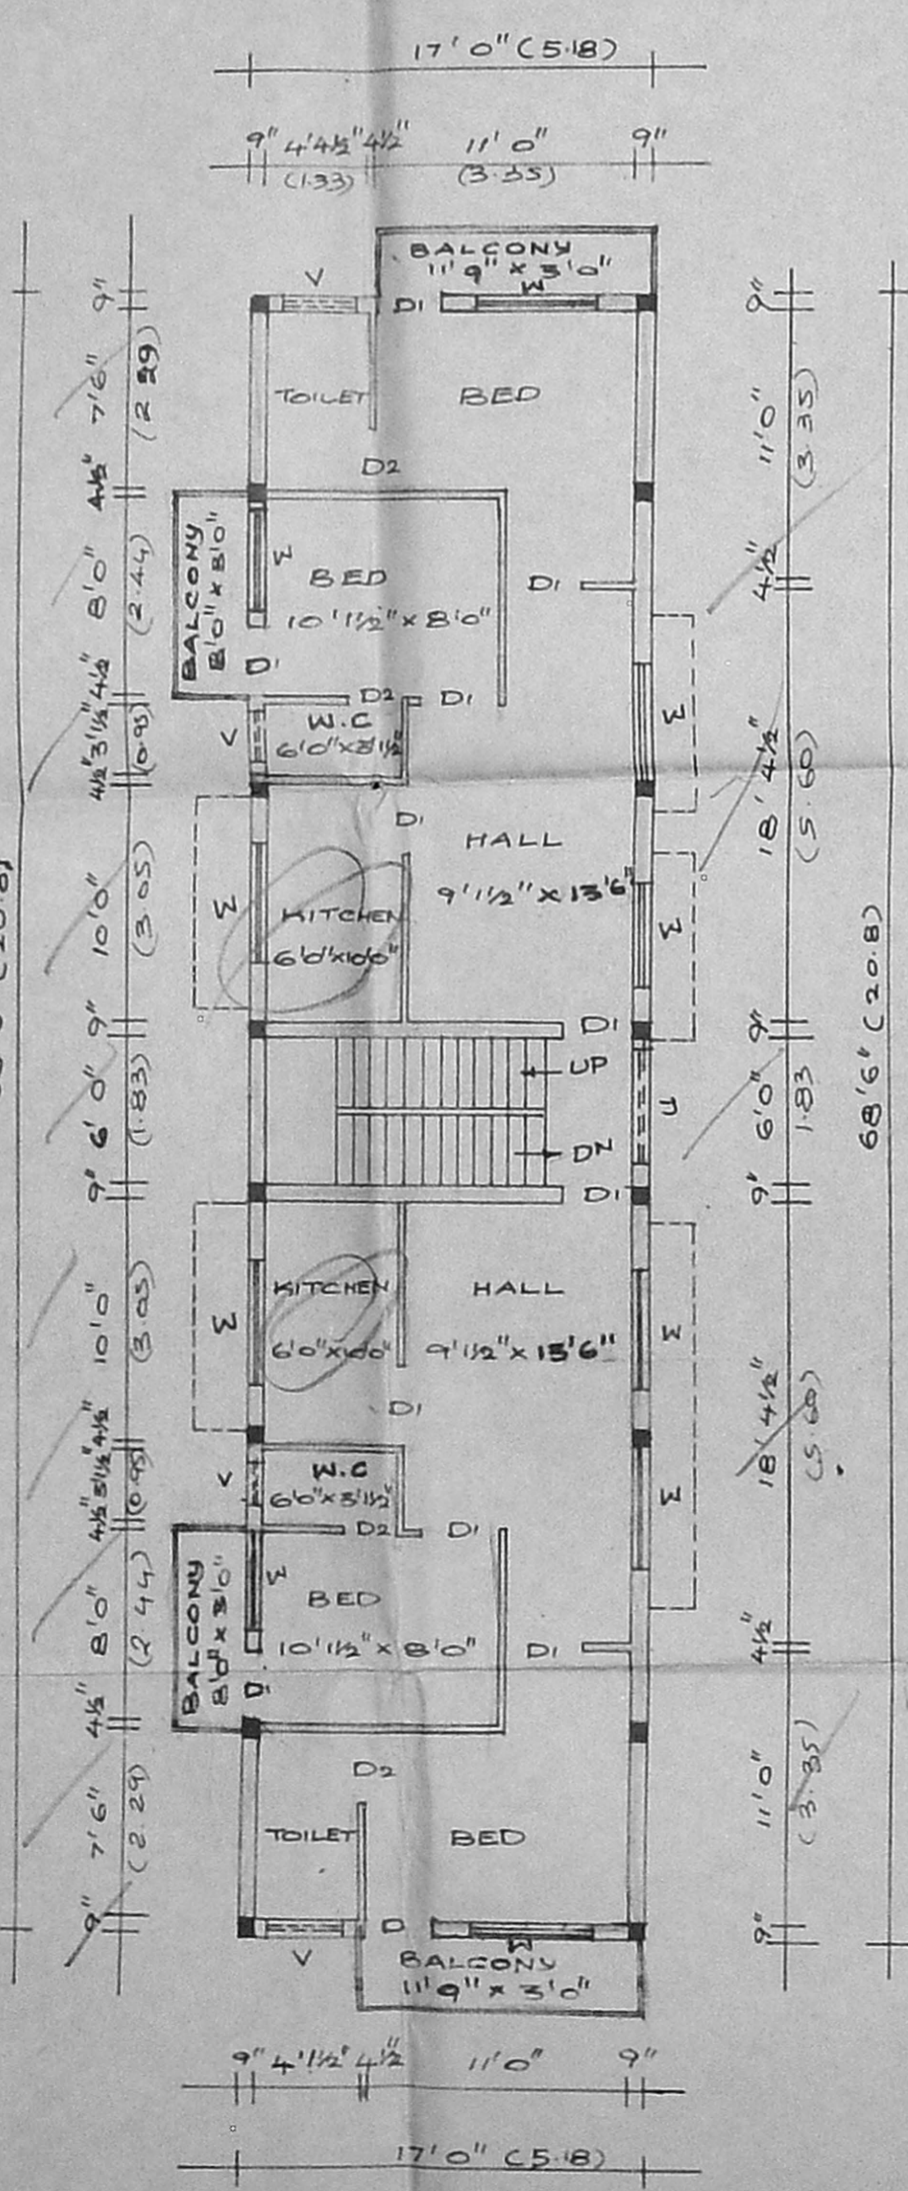 17' 0" (5.18)
9" 4'4½" 4½" 11' 0" 9"
(1.33) (3.35)
BALCONY
11' 9" x 3'0"
V D1 W
9"
9"
TOILET BED
7'6" (2.29)
11'0" (3.35)
D2
4½"
BALCONY
8'0" x 3'0"
W
BED
10'1½" x 8'0"
D1
8'0" (2.44)
4½"
D1
D2 D1
4½" 3'1½" 4½"
(0.95)
V
W.C
6'0" x 3'1½"
W
18' 4½" (5.60)
D1
HALL
9'1½" x 13'6"
W
KITCHEN
6'0" x 10'0"
W
10'0" (3.05)
9"
D1
9"
UP
6' 0" (1.83)
6'0" 1.83
68'6" (20.8)
DN
9"
D1
9"
KITCHEN HALL
6'0" x 10'0" 9'1½" x 13'6"
W W
10'0" (3.05)
D1
18' 4½" (5.60)
4½" 3'1½" 4½"
(0.95)
V
W.C
6'0" x 3'1½"
W
D2 D1
BALCONY
8'0" x 3'0"
W
BED
10'1½" x 8'0"
D1
8'0" (2.44)
4½"
D1
4½"
D2
7'6" (2.29)
TOILET BED
11'0" (3.35)
9"
V D W
9"
BALCONY
11'9" x 3'0"
9" 4'1½" 4½ 11'0" 9"
17'0" (5.18)